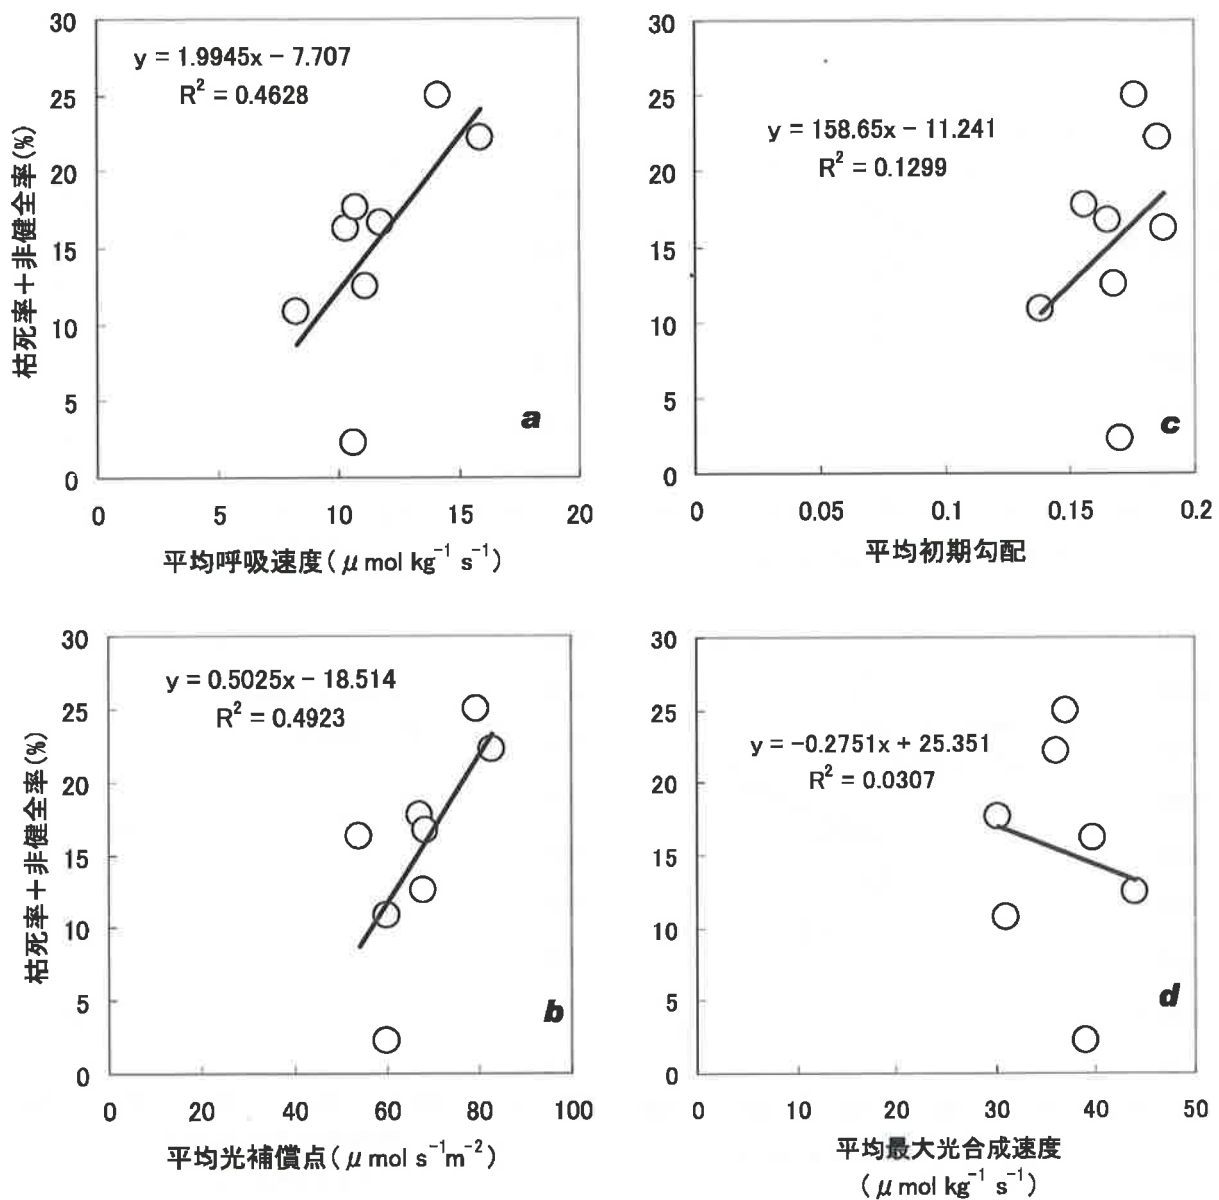 30
25
20
15
10
5
0
枯死率+非健全率(%)
y = 1.9945x − 7.707
R² = 0.4628
a
0 5 10 15 20
平均呼吸速度(μmol kg⁻¹ s⁻¹)
30
25
20
15
10
5
0
y = 158.65x − 11.241
R² = 0.1299
c
0 0.05 0.1 0.15 0.2
平均初期勾配
30
25
20
15
10
5
0
枯死率+非健全率(%)
y = 0.5025x − 18.514
R² = 0.4923
b
0 20 40 60 80 100
平均光補償点(μmol s⁻¹m⁻²)
30
25
20
15
10
5
0
y = −0.2751x + 25.351
R² = 0.0307
d
0 10 20 30 40 50
平均最大光合成速度
(μmol kg⁻¹ s⁻¹)